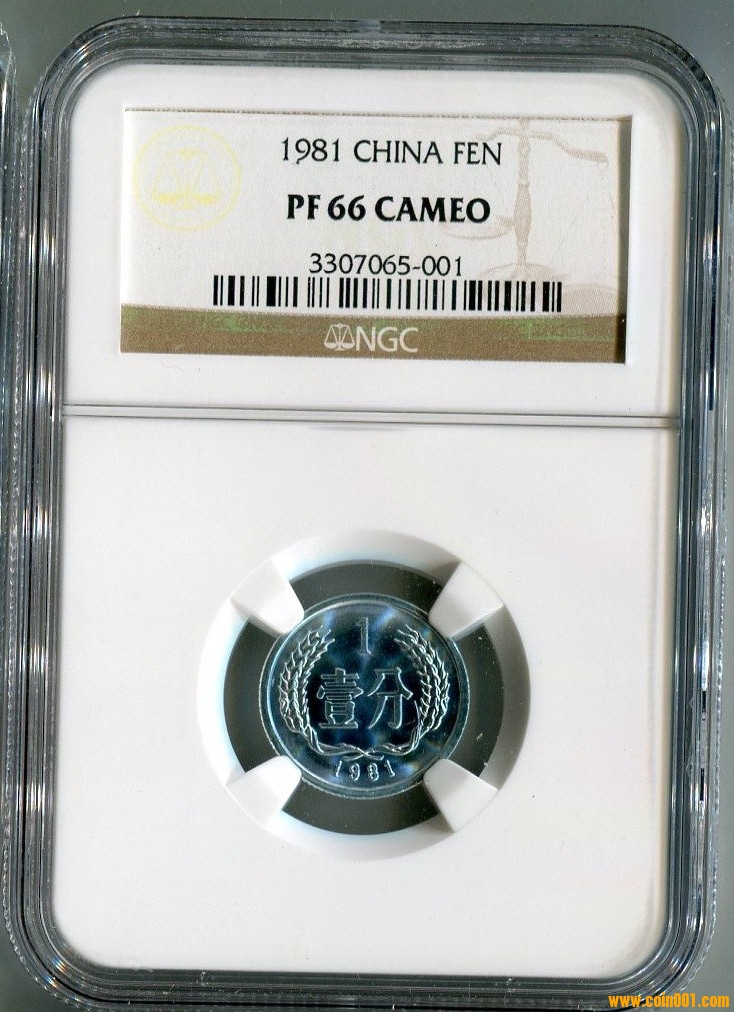 1981 CHINA FEN
PF 66 CAMEO
3307065-001
NGC
1
壹分
1981
www.coin001.com